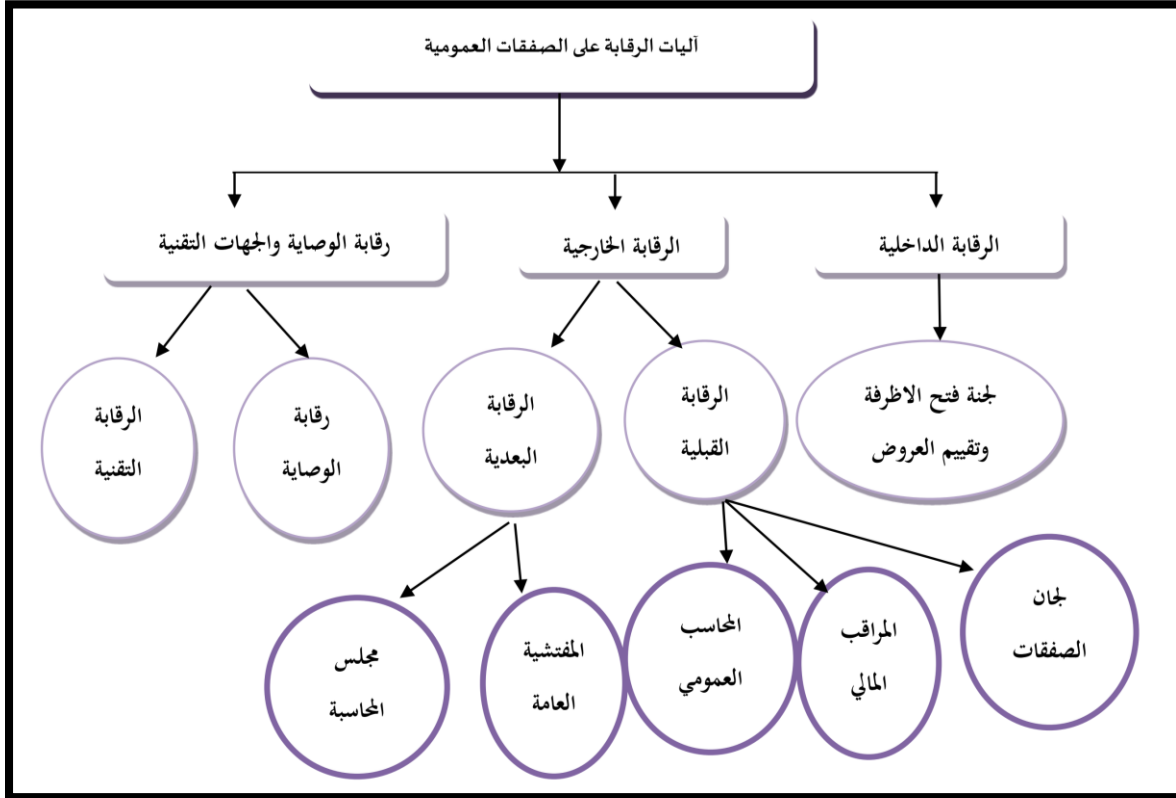 آليات الرقابة على الصفقات العمومية
الرقابة الداخلية
الرقابة الخارجية
رقابة الوصاية والجهات التقنية
لجنة فتح الاظرفة
وتقييم العروض
الرقابة
القبلية
الرقابة
البعدية
رقابة
الوصاية
الرقابة
التقنية
لجان
الصفقات
المراقب
المالي
المحاسب
العمومي
المفتشية
العامة
مجلس
المحاسبة